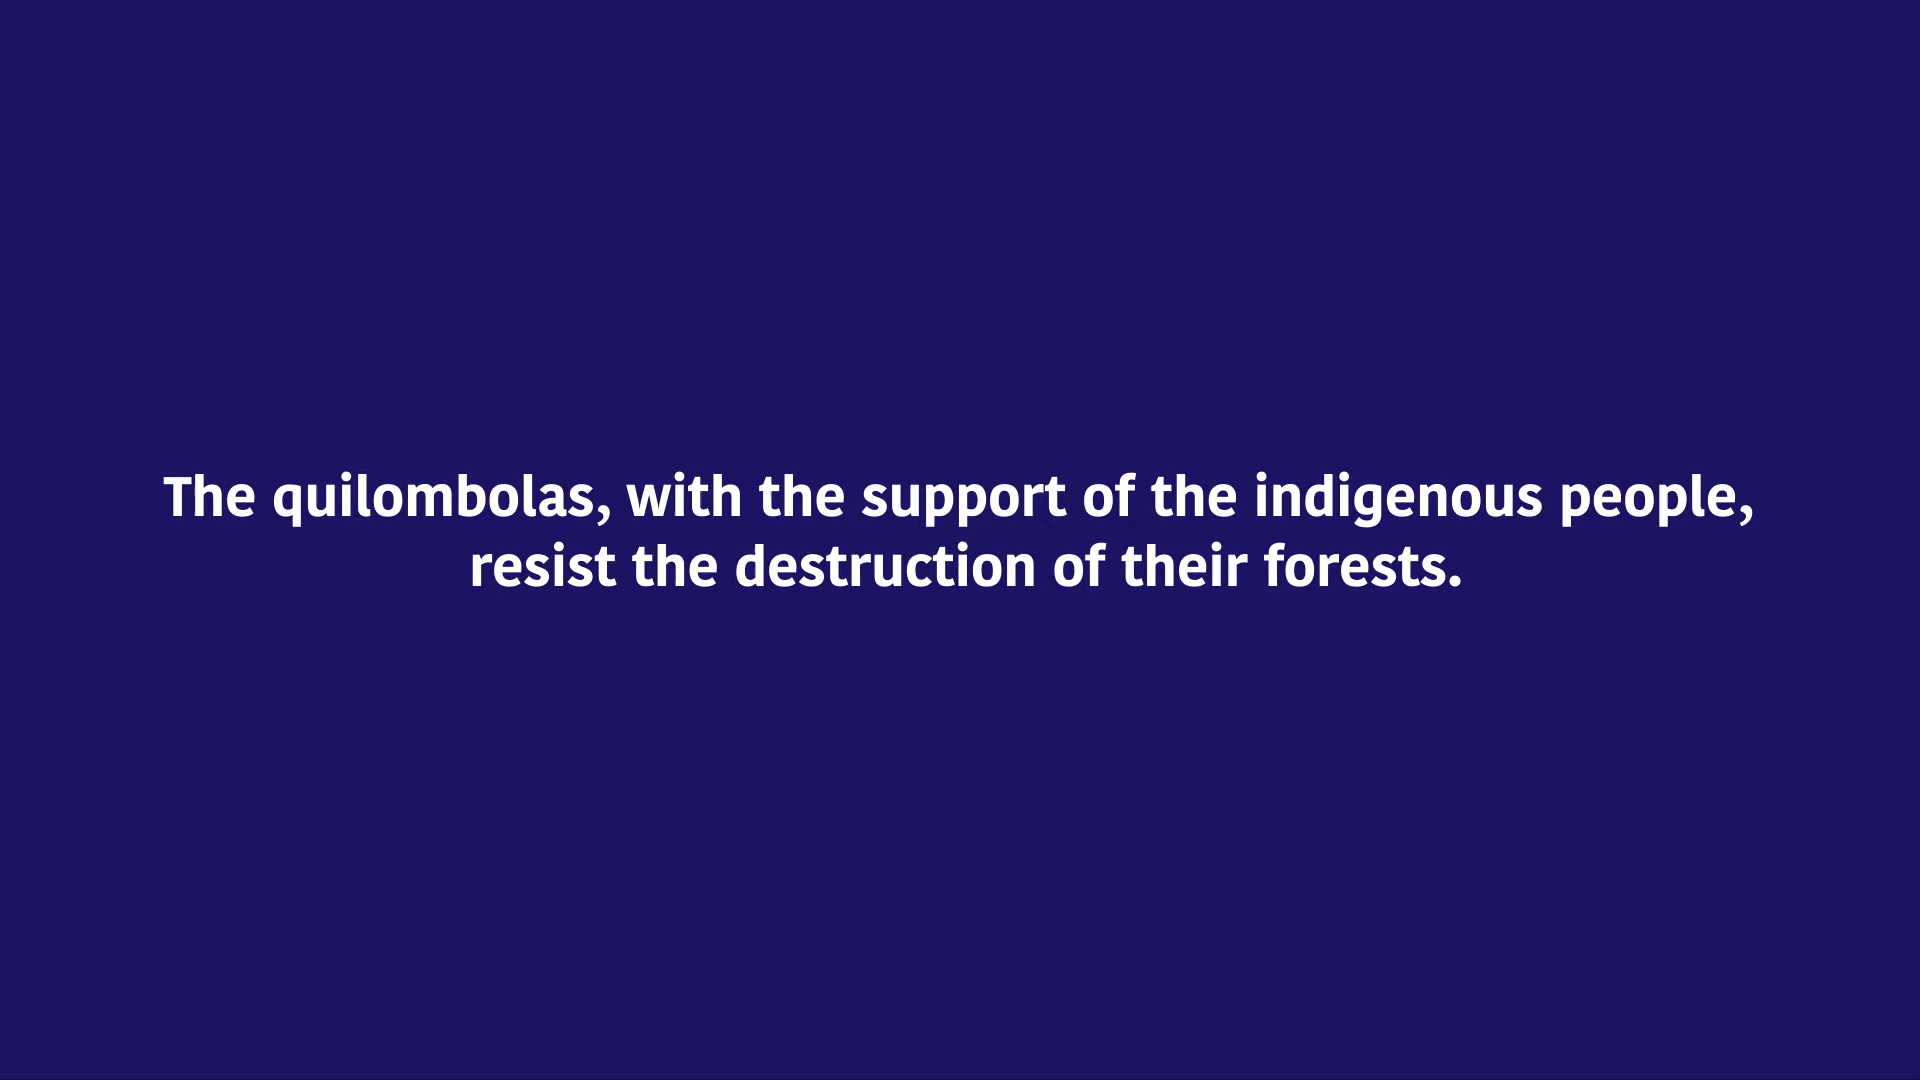 The quilombolas, with the support of the indigenous people,
resist the destruction of their forests.